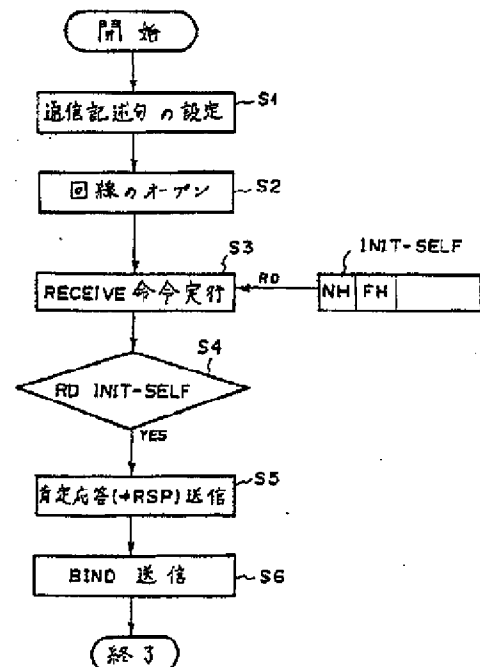 開始
通信記述句の設定
S1
回線のオープン
S2
S3
INIT-SELF
RECEIVE 命令実行
RD
NH FH
S4
RD INIT-SELF
YES
肯定応答(+RSP)送信
S5
BIND 送信
S6
終了